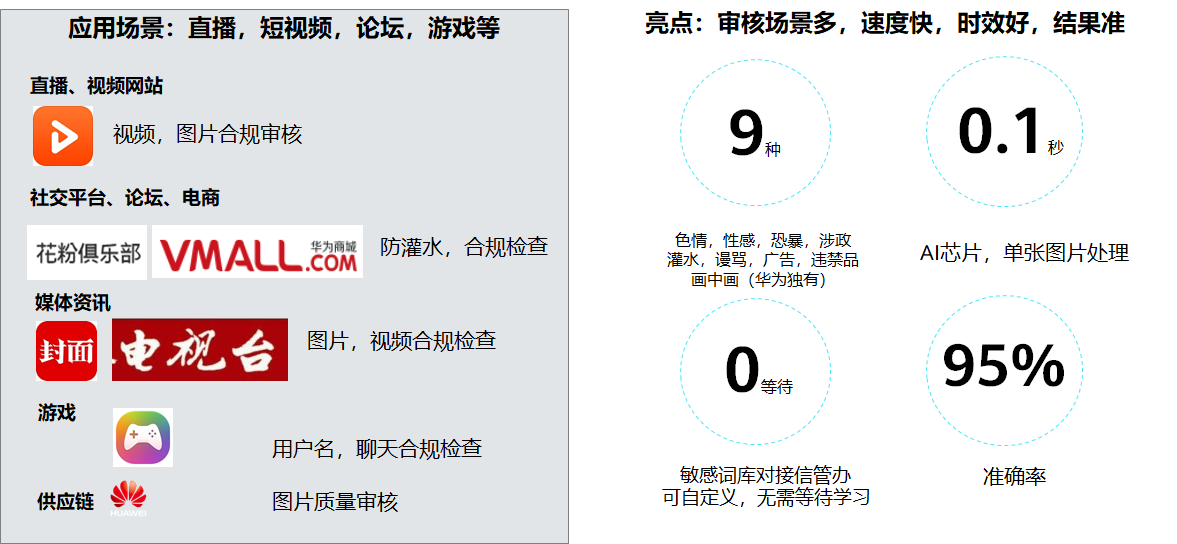 应用场景：直播，短视频，论坛，游戏等
直播、视频网站
视频，图片合规审核
社交平台、论坛、电商
花粉俱乐部
VMALL.COM
华为商城
防灌水，合规检查
媒体资讯
封面
电视台
图片，视频合规检查
游戏
用户名，聊天合规检查
供应链
HUAWEI
图片质量审核
亮点：审核场景多，速度快，时效好，结果准
9种
色情，性感，恐暴，涉政
灌水，谩骂，广告，违禁品
画中画（华为独有）
0.1秒
AI芯片，单张图片处理
0等待
敏感词库对接信管办
可自定义，无需等待学习
95%
准确率